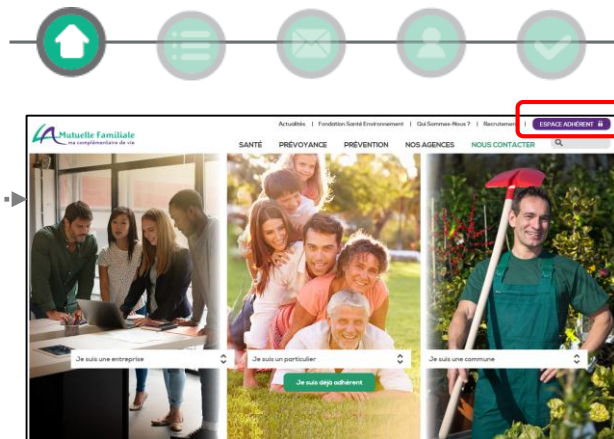 Actualités | Fondation Santé Environnement | Qui Sommes-Nous ? | Recrutement | ESPACE ADHÉRENT
Mutuelle Familiale
ma complémentaire de vie
SANTÉ PRÉVOYANCE PRÉVENTION NOS AGENCES NOUS CONTACTER
Je suis une entreprise
Je suis un particulier
Je suis une commune
Je suis déjà adhérent